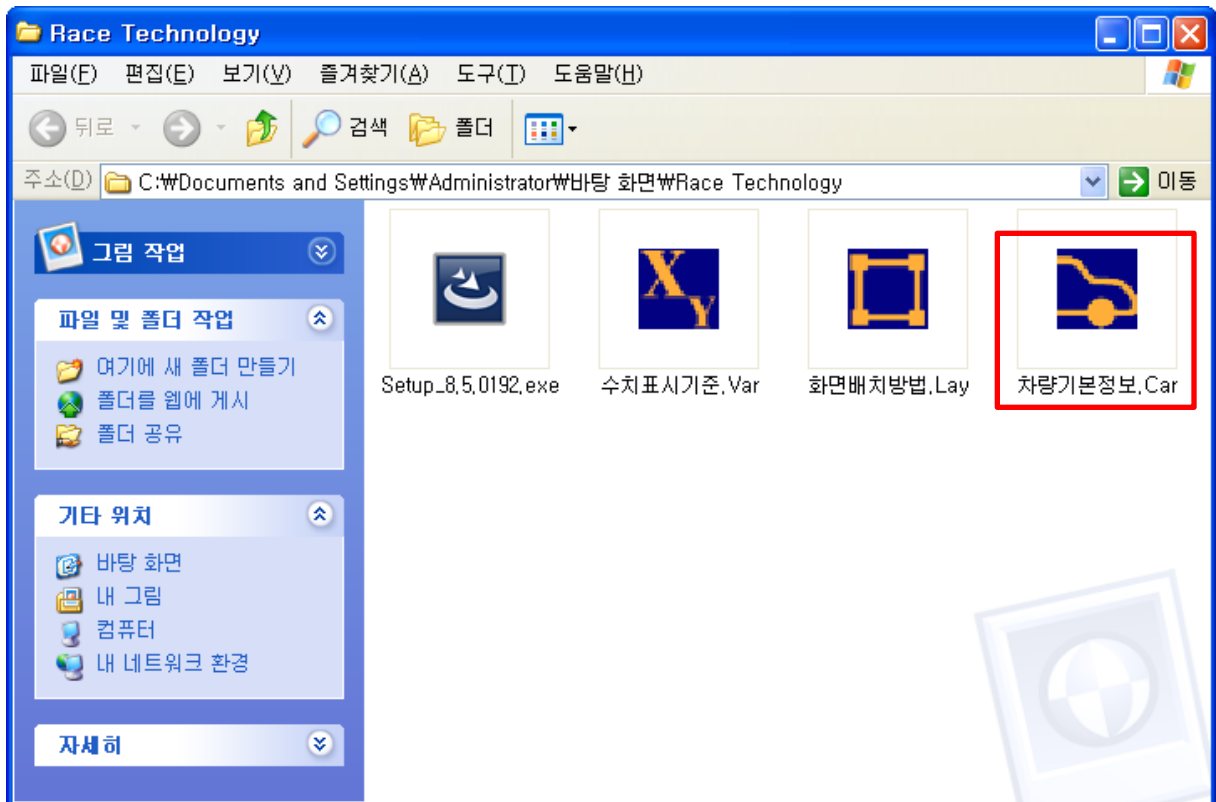 Race Technology
파일(F) 편집(E) 보기(V) 즐겨찾기(A) 도구(T) 도움말(H)
뒤로 검색 폴더
주소(D) C:₩Documents and Settings₩Administrator₩바탕 화면₩Race Technology 이동
그림 작업
파일 및 폴더 작업
여기에 새 폴더 만들기
폴더를 웹에 게시
폴더 공유
기타 위치
바탕 화면
내 그림
컴퓨터
내 네트워크 환경
자세히
X Y
Setup_8.5.0192.exe 수치표시기준.Var 화면배치방법.Lay 차량기본정보.Car